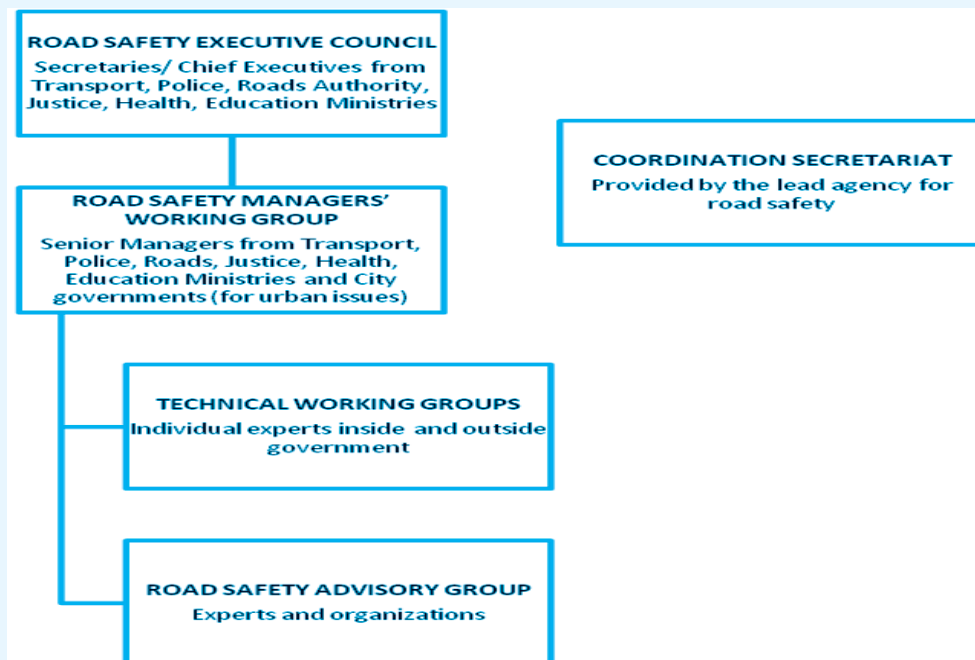 ROAD SAFETY EXECUTIVE COUNCIL
Secretaries/ Chief Executives from
Transport, Police, Roads Authority,
Justice, Health, Education Ministries
COORDINATION SECRETARIAT
Provided by the lead agency for
road safety
ROAD SAFETY MANAGERS’
WORKING GROUP
Senior Managers from Transport,
Police, Roads, Justice, Health,
Education Ministries and City
governments (for urban issues)
TECHNICAL WORKING GROUPS
Individual experts inside and outside
government
ROAD SAFETY ADVISORY GROUP
Experts and organizations